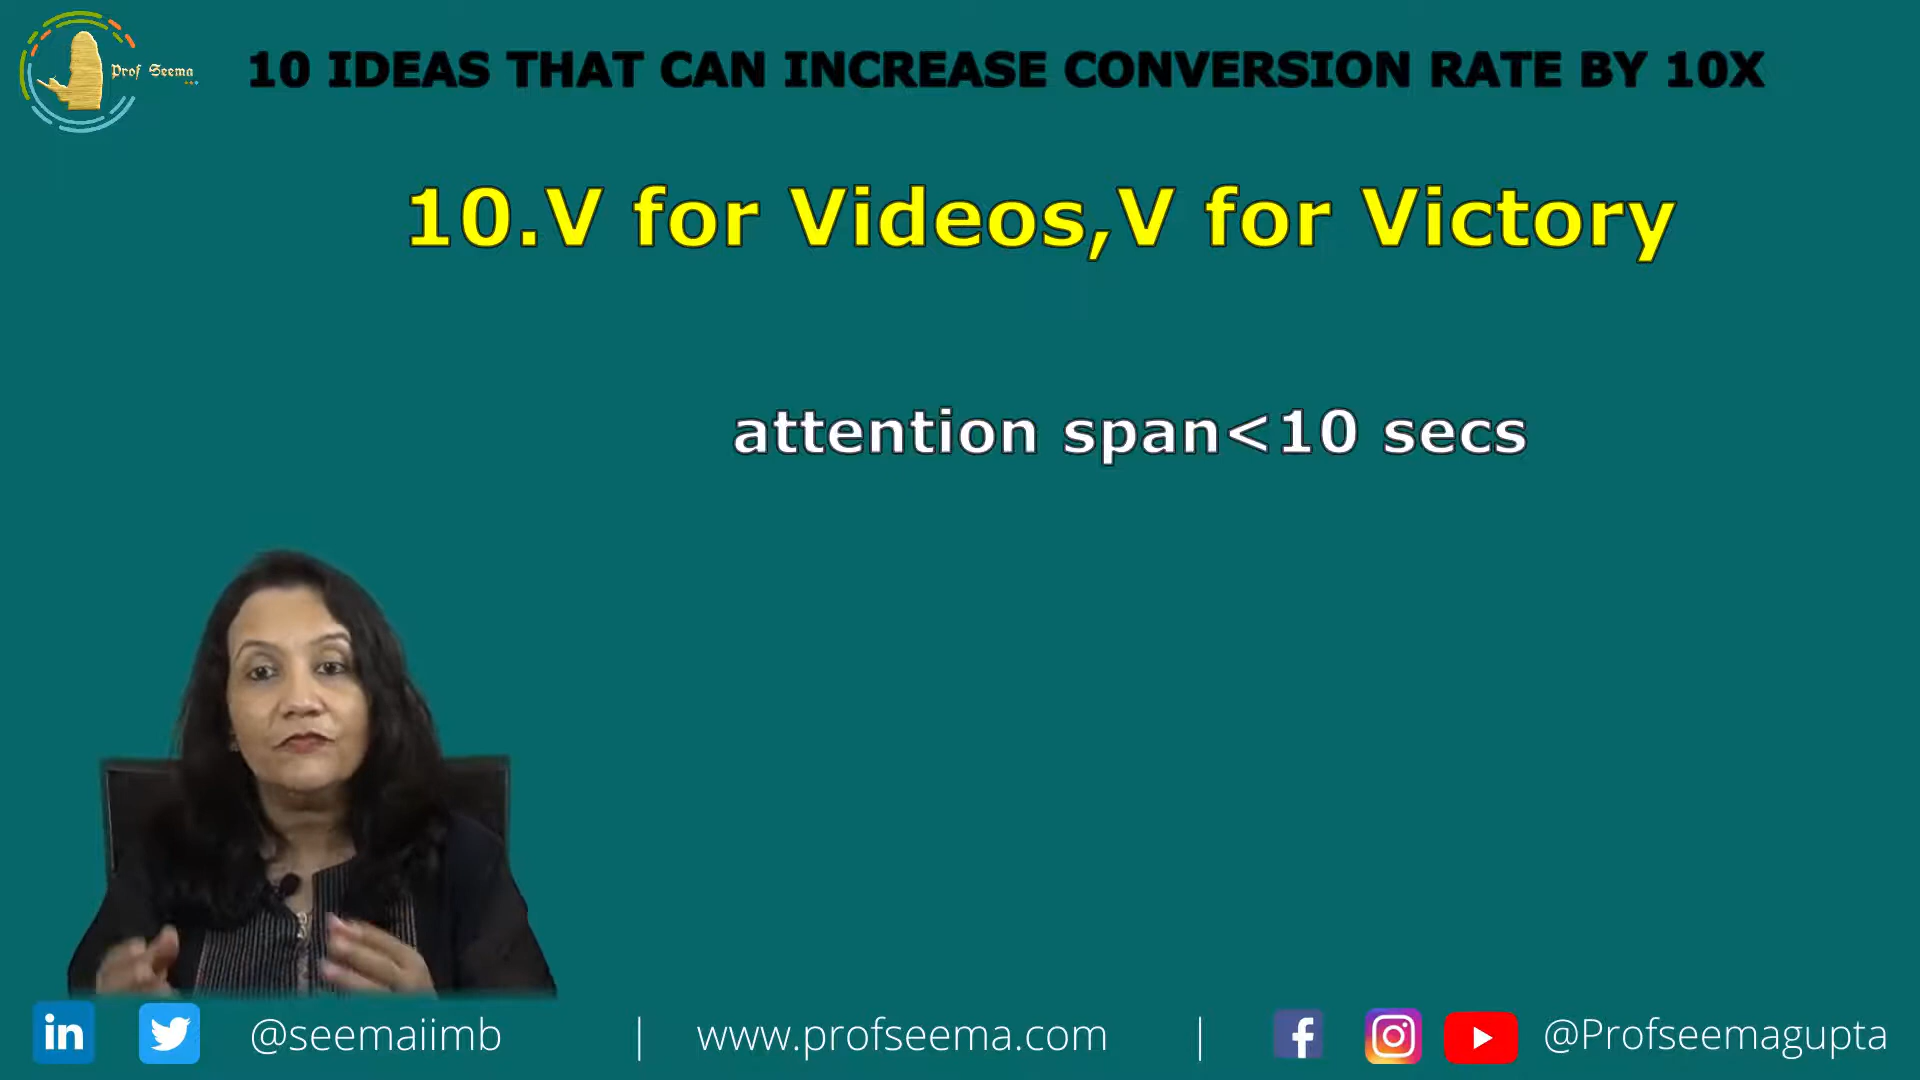 Prof Seema
10 IDEAS THAT CAN INCREASE CONVERSION RATE BY 10X
10.V for Videos,V for Victory
attention span<10 secs
in @seemaiimb | www.profseema.com | f @Profseemagupta